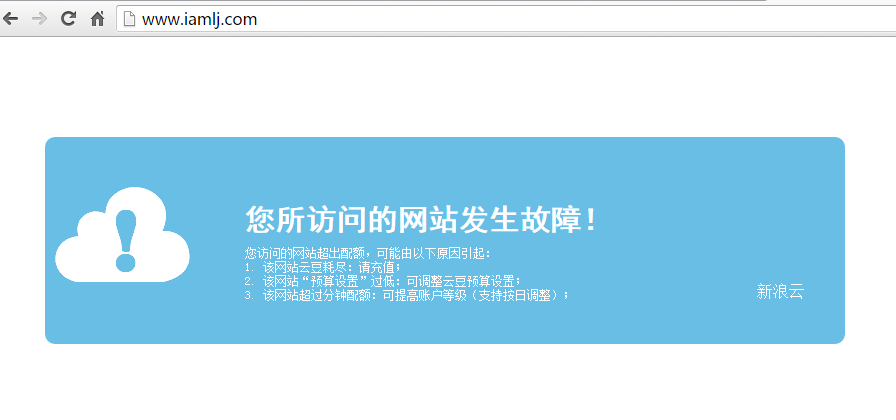 www.iamlj.com
您所访问的网站发生故障！
您访问的网站超出配额，可能由以下原因引起：
1. 该网站云豆耗尽：请充值；
2. 该网站“预算设置”过低：可调整云豆预算设置；
3. 该网站超过分钟配额：可提高账户等级（支持按日调整）；
新浪云